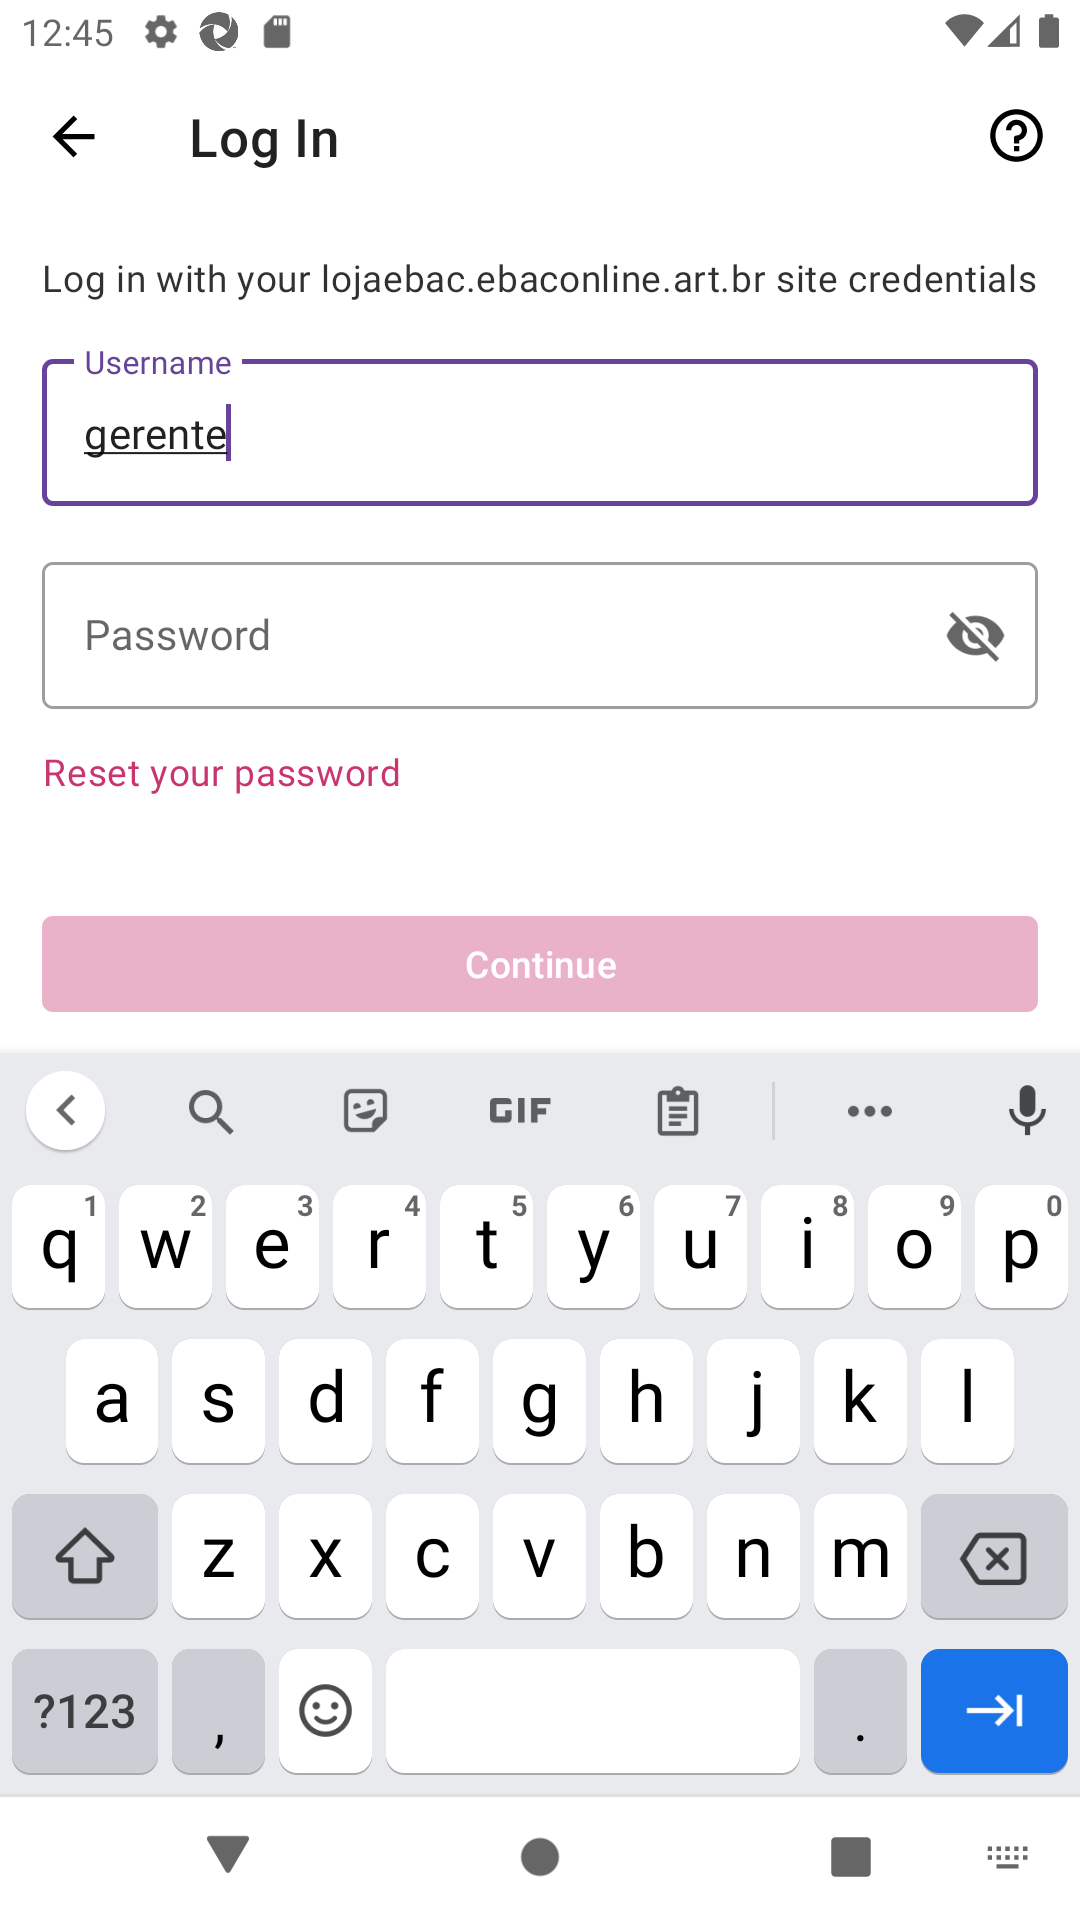 12:45
Log In
Log in with your lojaebac.ebaconline.art.br site credentials
Username
gerente
Password
Reset your password
Continue
GIF
1 2 3 4 5 6 7 8 9 0
q w e r t y u i o p
a s d f g h j k l
z x c v b n m
?123 , .